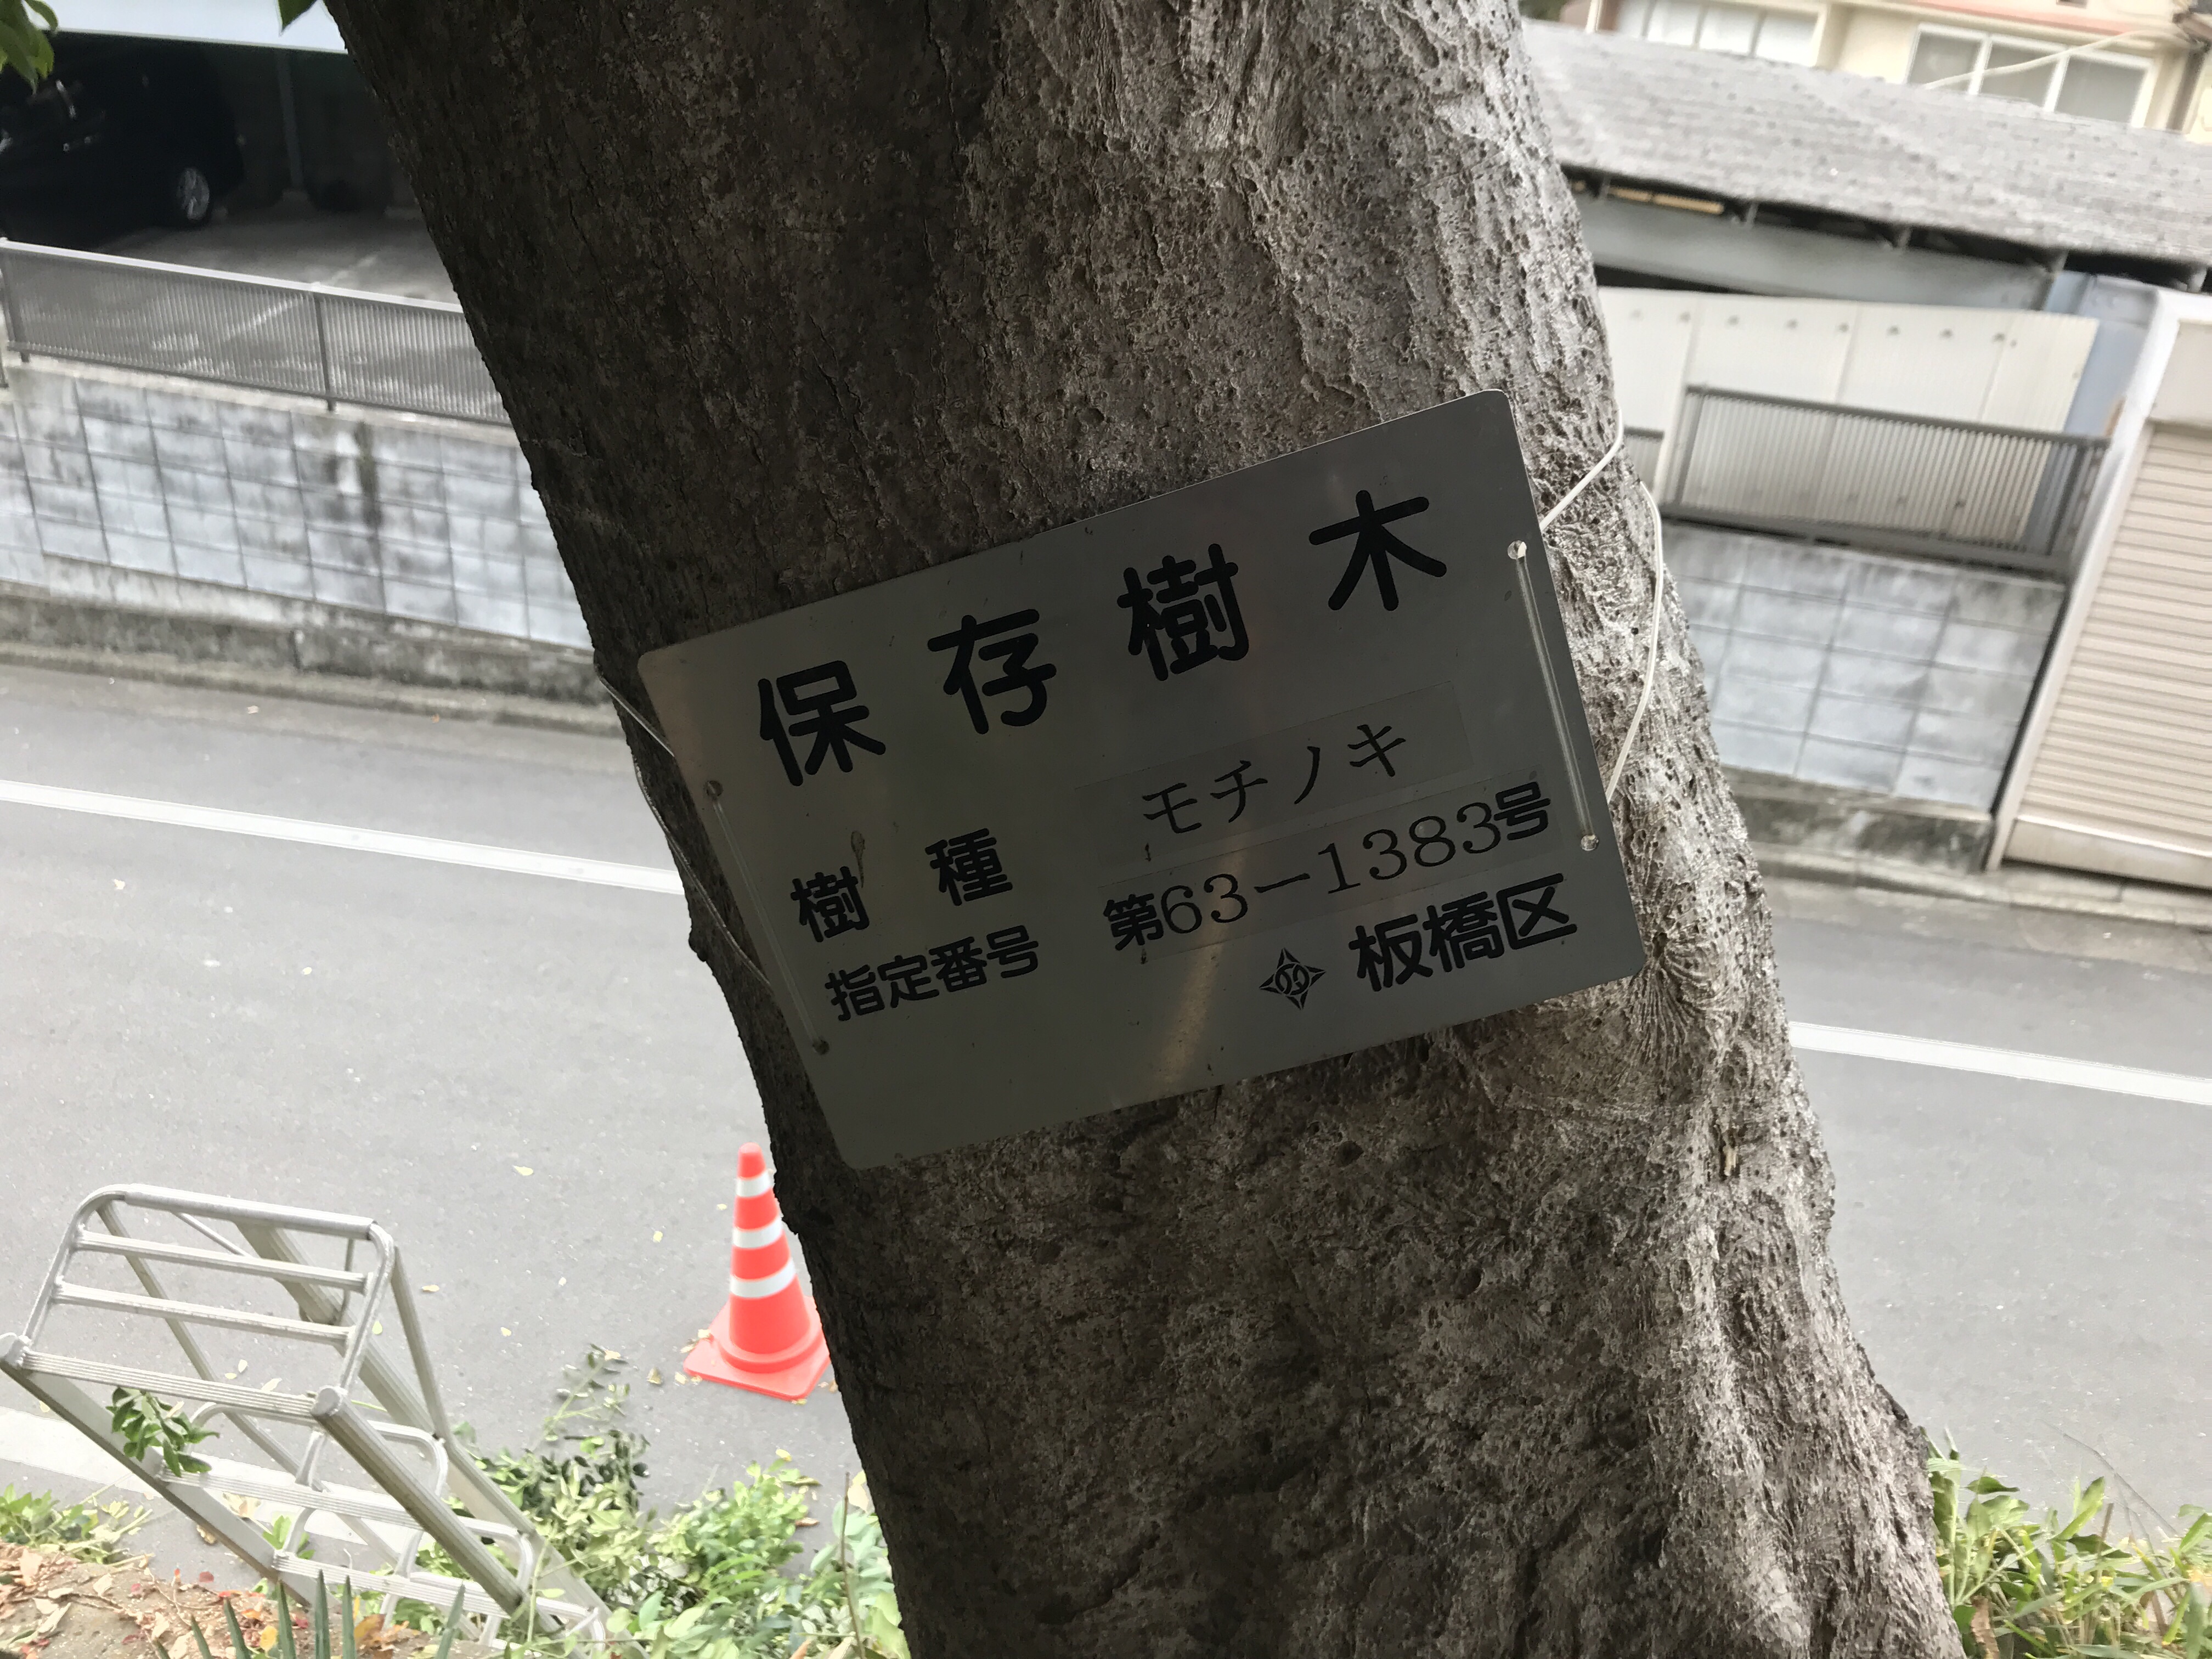 保存樹木
樹種 モチノキ
指定番号 第63-1383号
板橋区